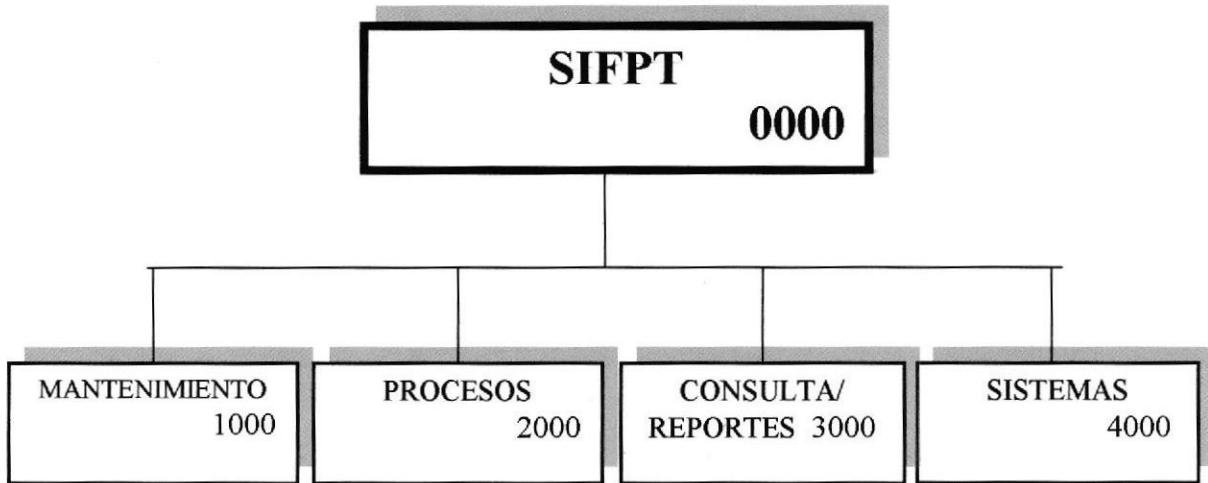 SIFPT
0000
MANTENIMIENTO
1000
PROCESOS
2000
CONSULTA/
REPORTES 3000
SISTEMAS
4000